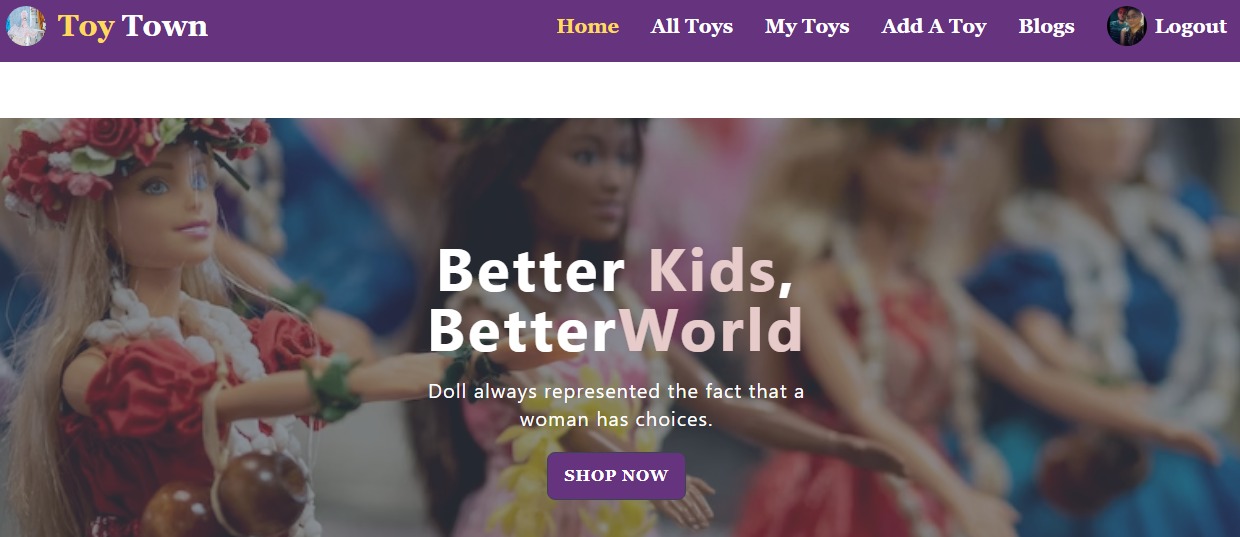 Toy Town
Home All Toys My Toys Add A Toy Blogs Logout
Better Kids,
BetterWorld
Doll always represented the fact that a
woman has choices.
SHOP NOW